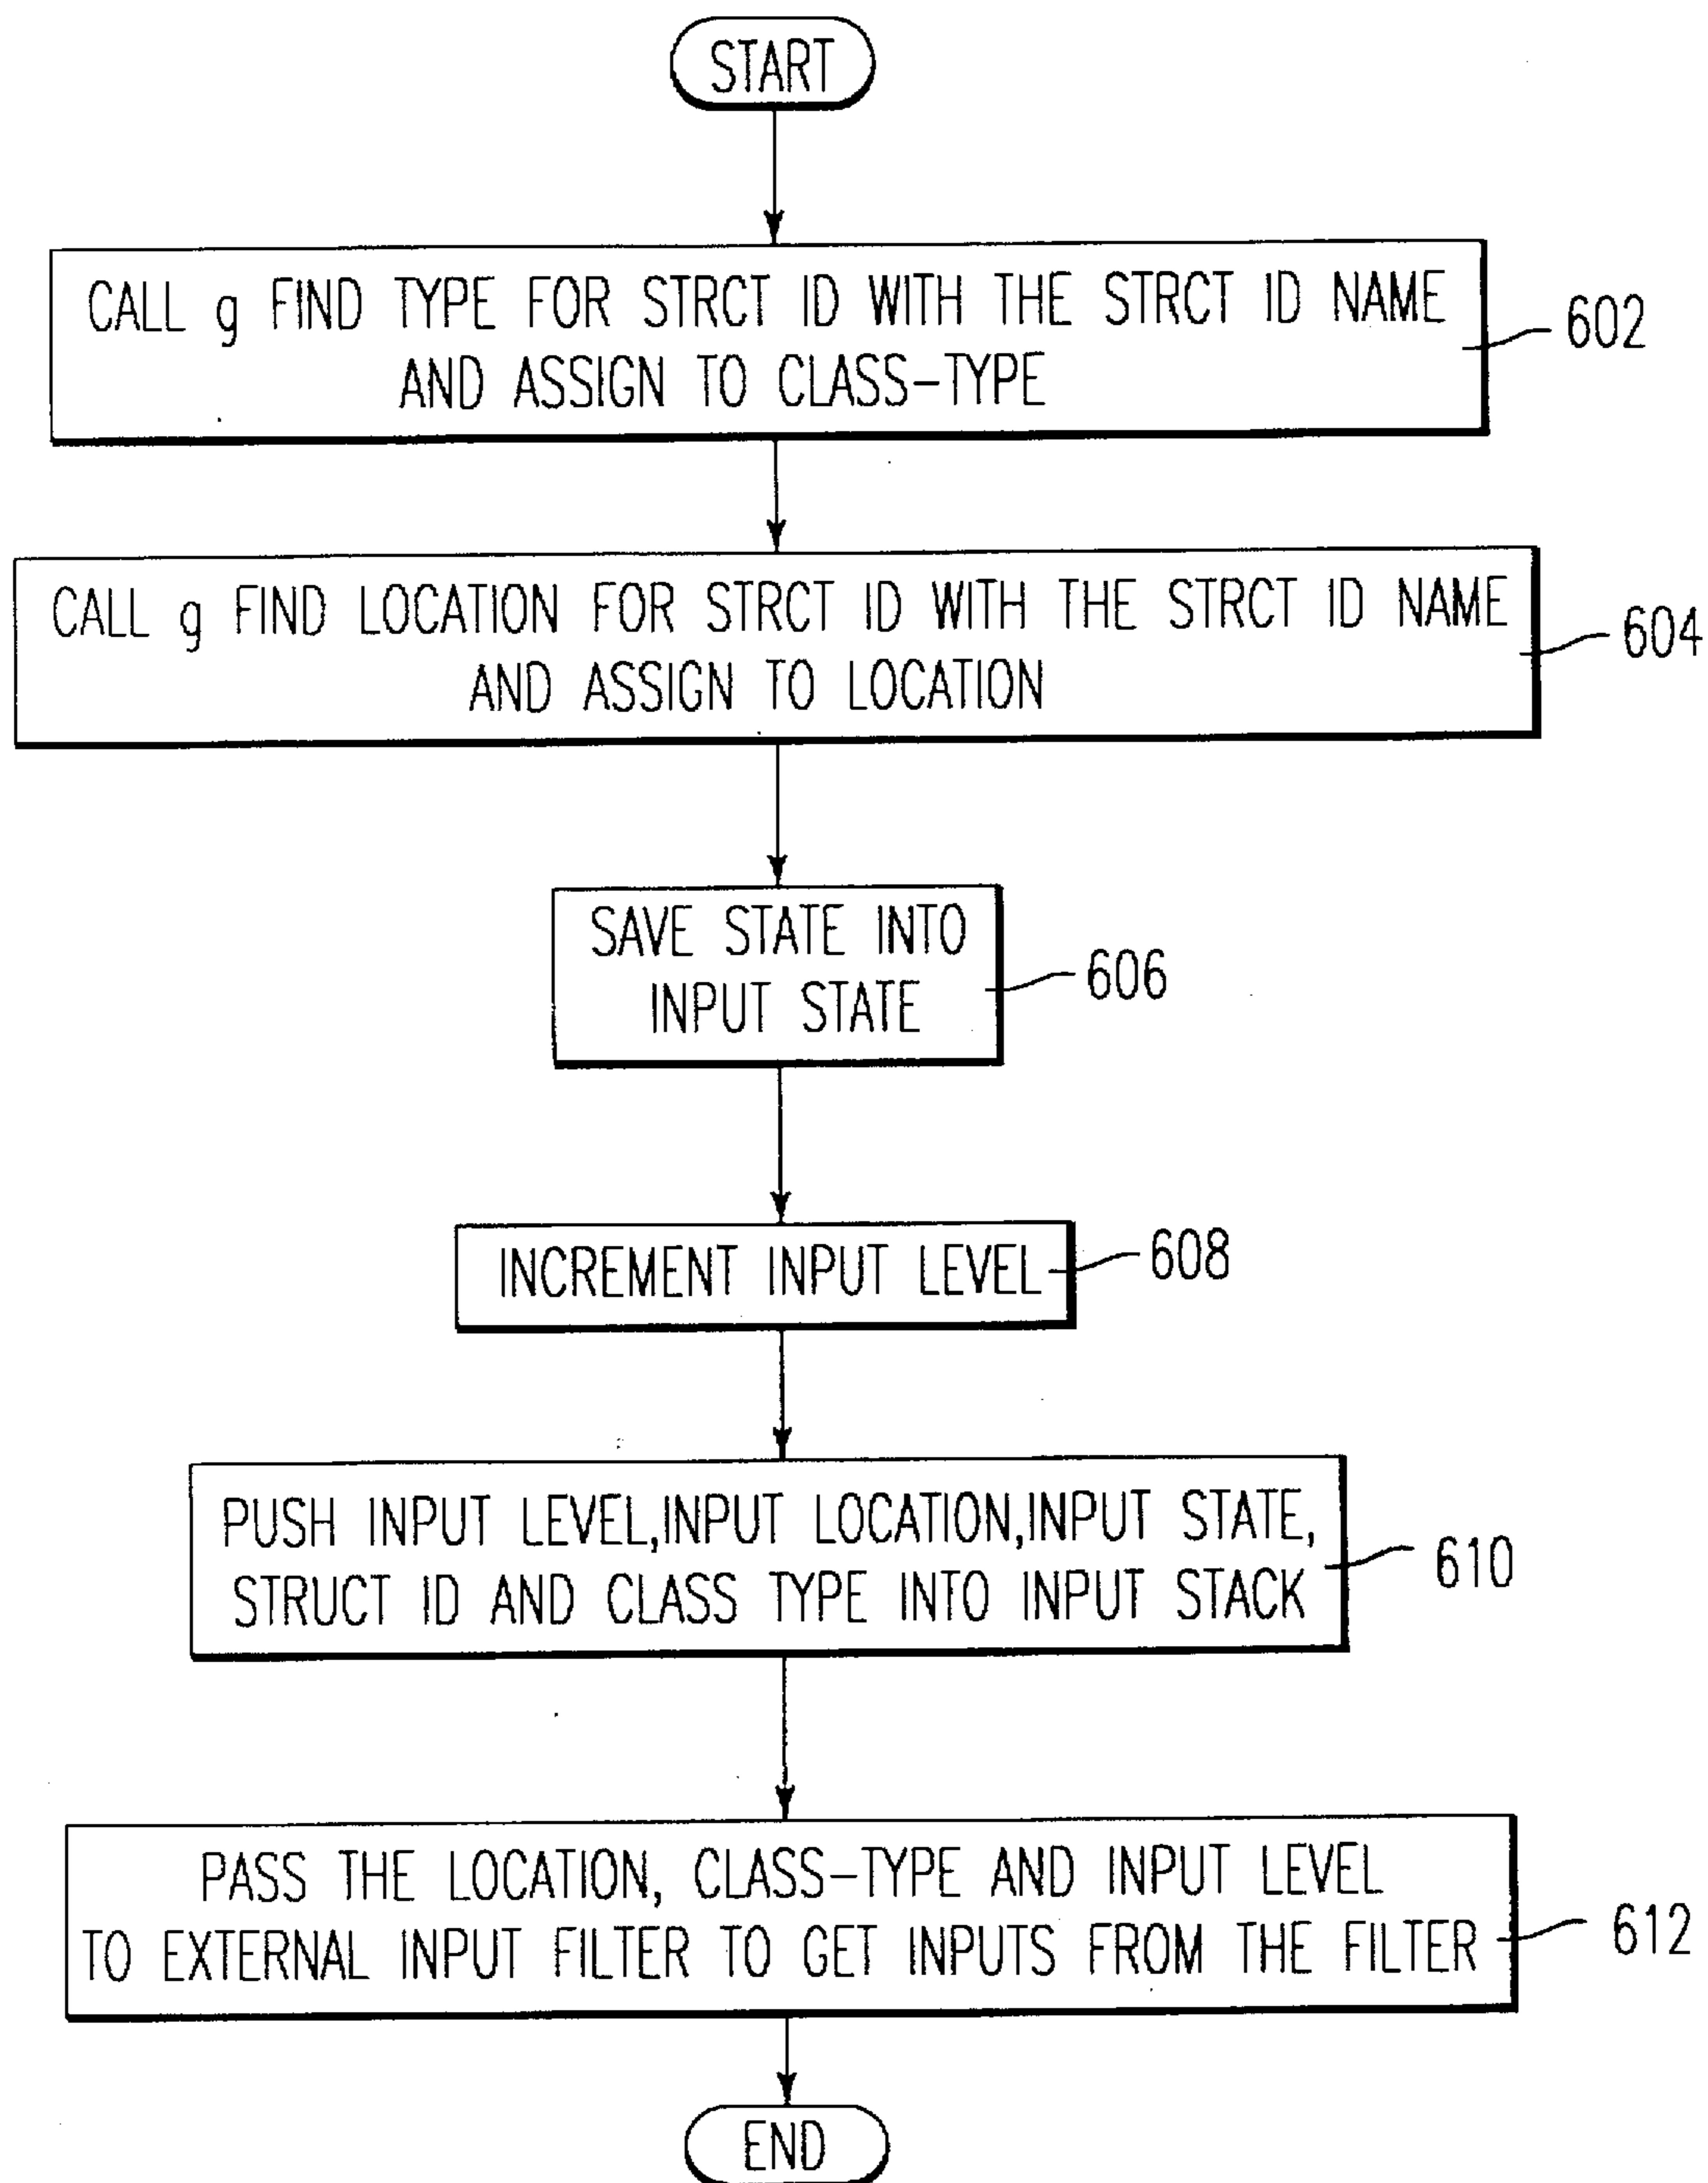 START
CALL g FIND TYPE FOR STRCT ID WITH THE STRCT ID NAME
AND ASSIGN TO CLASS-TYPE
602
CALL g FIND LOCATION FOR STRCT ID WITH THE STRCT ID NAME
AND ASSIGN TO LOCATION
604
SAVE STATE INTO
INPUT STATE
606
INCREMENT INPUT LEVEL
608
PUSH INPUT LEVEL,INPUT LOCATION,INPUT STATE,
STRUCT ID AND CLASS TYPE INTO INPUT STACK
610
PASS THE LOCATION, CLASS-TYPE AND INPUT LEVEL
TO EXTERNAL INPUT FILTER TO GET INPUTS FROM THE FILTER
612
END